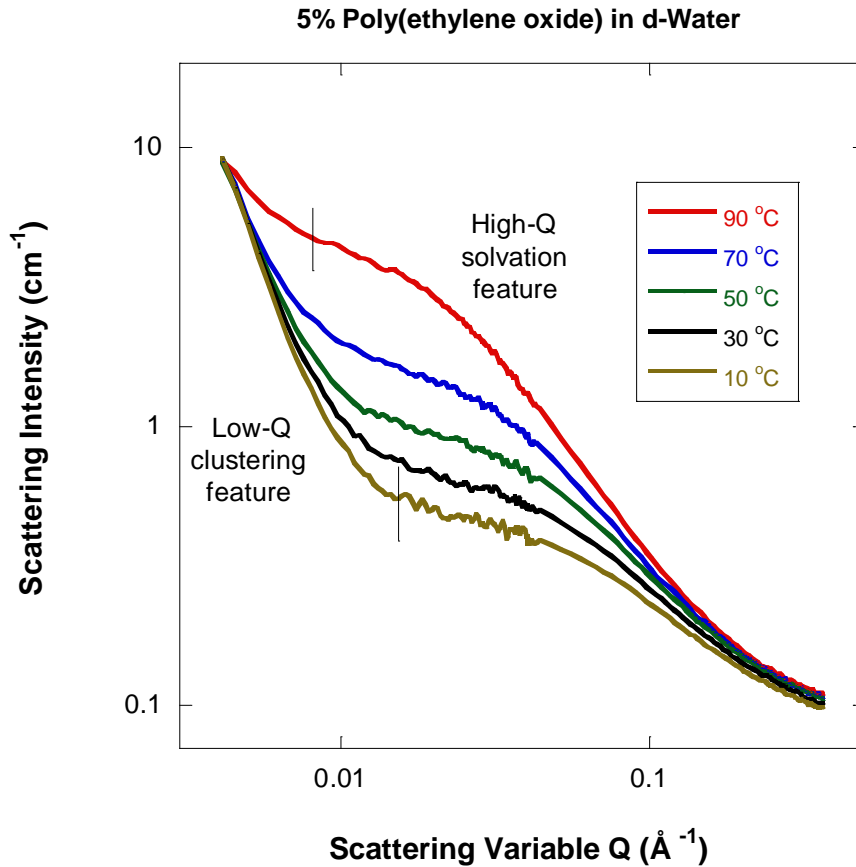 5% Poly(ethylene oxide) in d-Water
10
1
0.1
0.01
0.1
Scattering Intensity (cm⁻¹)
Scattering Variable Q (Å ⁻¹)
High-Q
solvation
feature
Low-Q
clustering
feature
90 °C
70 °C
50 °C
30 °C
10 °C